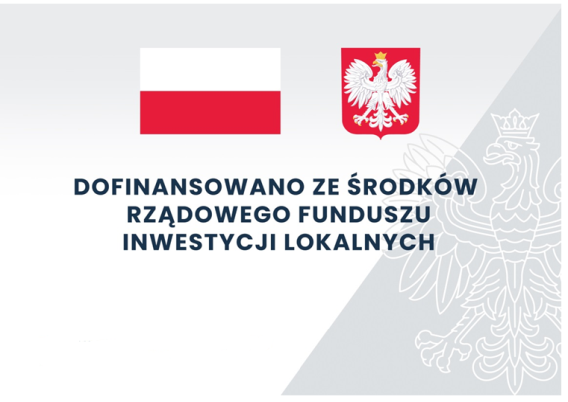 DOFINANSOWANO ZE ŚRODKÓW
RZĄDOWEGO FUNDUSZU
INWESTYCJI LOKALNYCH